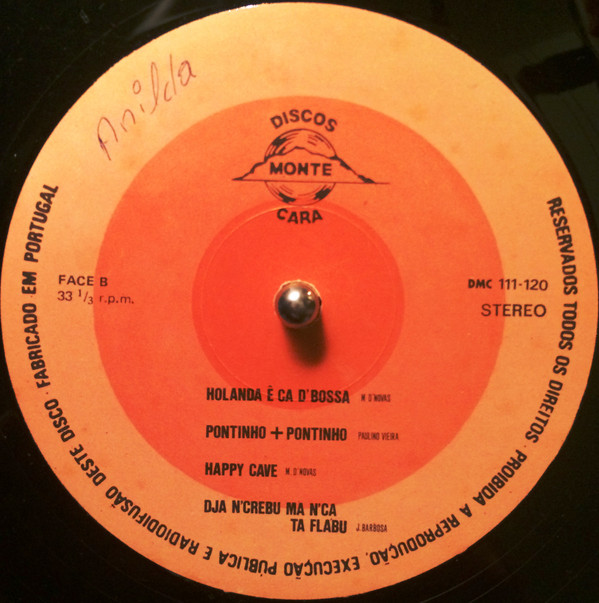 Anilda
DISCOS
MONTE
CARA
FACE B
33 1/3 r.p.m.
DMC 111-120
STEREO
HOLANDA Ê CA D'BOSSA M. D'NOVAS
PONTINHO + PONTINHO PAULINO VIEIRA
HAPPY CAVE M. D'NOVAS
DJA N'CREBU MA N'CA
TA FLABU J. BARBOSA
RESERVADOS TODOS OS DIREITOS · PROIBIDA A REPRODUÇÃO, EXECUÇÃO PÚBLICA E RADIODIFUSÃO DESTE DISCO · FABRICADO EM PORTUGAL